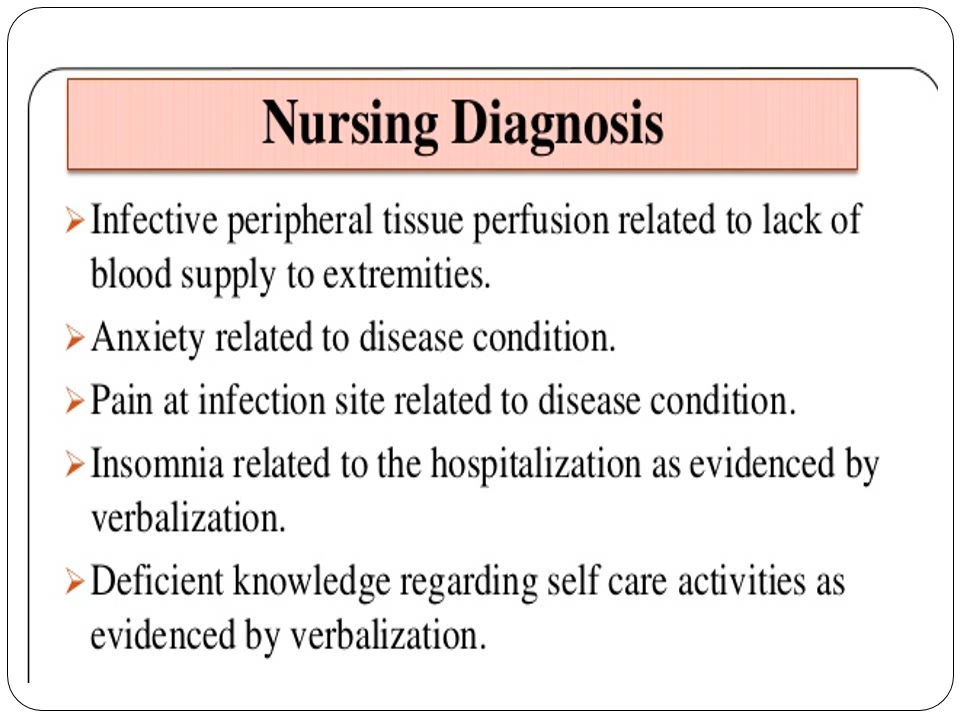 Nursing Diagnosis
Infective peripheral tissue perfusion related to lack of
blood supply to extremities.
Anxiety related to disease condition.
Pain at infection site related to disease condition.
Insomnia related to the hospitalization as evidenced by
verbalization.
Deficient knowledge regarding self care activities as
evidenced by verbalization.